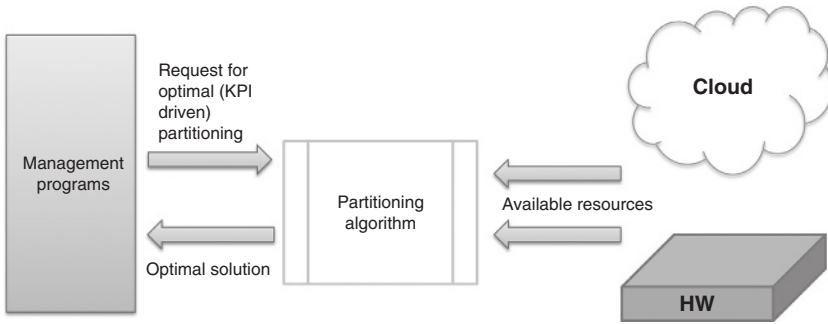 Management
programs
Request for
optimal (KPI
driven)
partitioning
Optimal solution
Partitioning
algorithm
Available resources
Cloud
HW